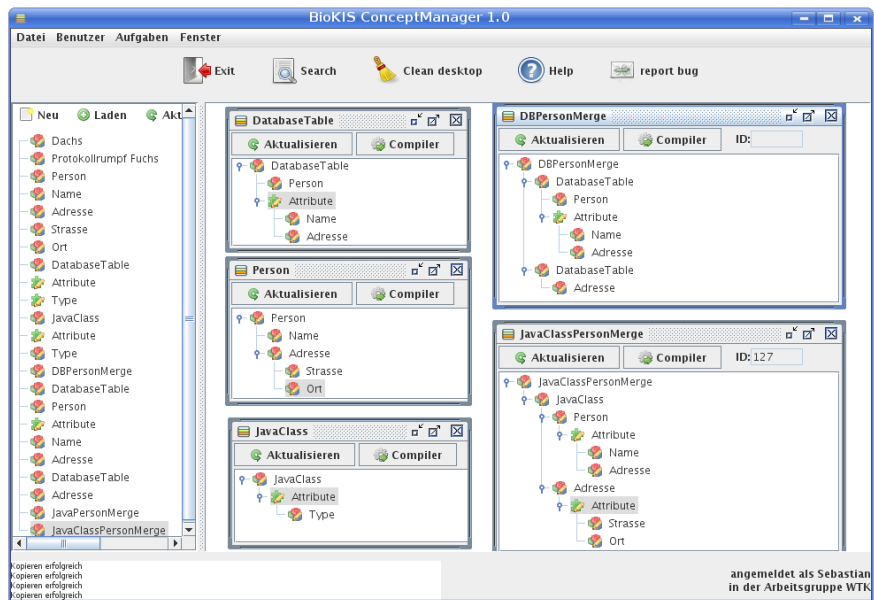 BioKIS ConceptManager 1.0
Datei Benutzer Aufgaben Fenster
Exit Search Clean desktop Help report bug
Neu Laden Akt
Dachs
Protokollrumpf Fuchs
Person
Name
Adresse
Strasse
Ort
DatabaseTable
Attribute
Type
JavaClass
Attribute
Type
DBPersonMerge
DatabaseTable
Person
Attribute
Name
Adresse
DatabaseTable
Adresse
JavaPersonMerge
JavaClassPersonMerge
DatabaseTable
Aktualisieren Compiler
DatabaseTable
Person
Attribute
Name
Adresse
Person
Aktualisieren Compiler
Person
Name
Adresse
Strasse
Ort
JavaClass
Aktualisieren Compiler
JavaClass
Attribute
Type
DBPersonMerge
Aktualisieren Compiler ID:
DBPersonMerge
DatabaseTable
Person
Attribute
Name
Adresse
DatabaseTable
Adresse
JavaClassPersonMerge
Aktualisieren Compiler ID: 127
JavaClassPersonMerge
JavaClass
Person
Attribute
Name
Adresse
Adresse
Attribute
Strasse
Ort
Kopieren erfolgreich
Kopieren erfolgreich
Kopieren erfolgreich
Kopieren erfolgreich
angemeldet als Sebastian
in der Arbeitsgruppe WTK